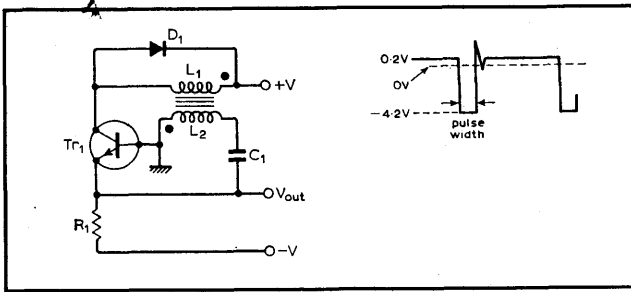 D1
L1
+V
L2
Tr1
C1
Vout
R1
-V
0·2V
0V
-4·2V
pulse
width